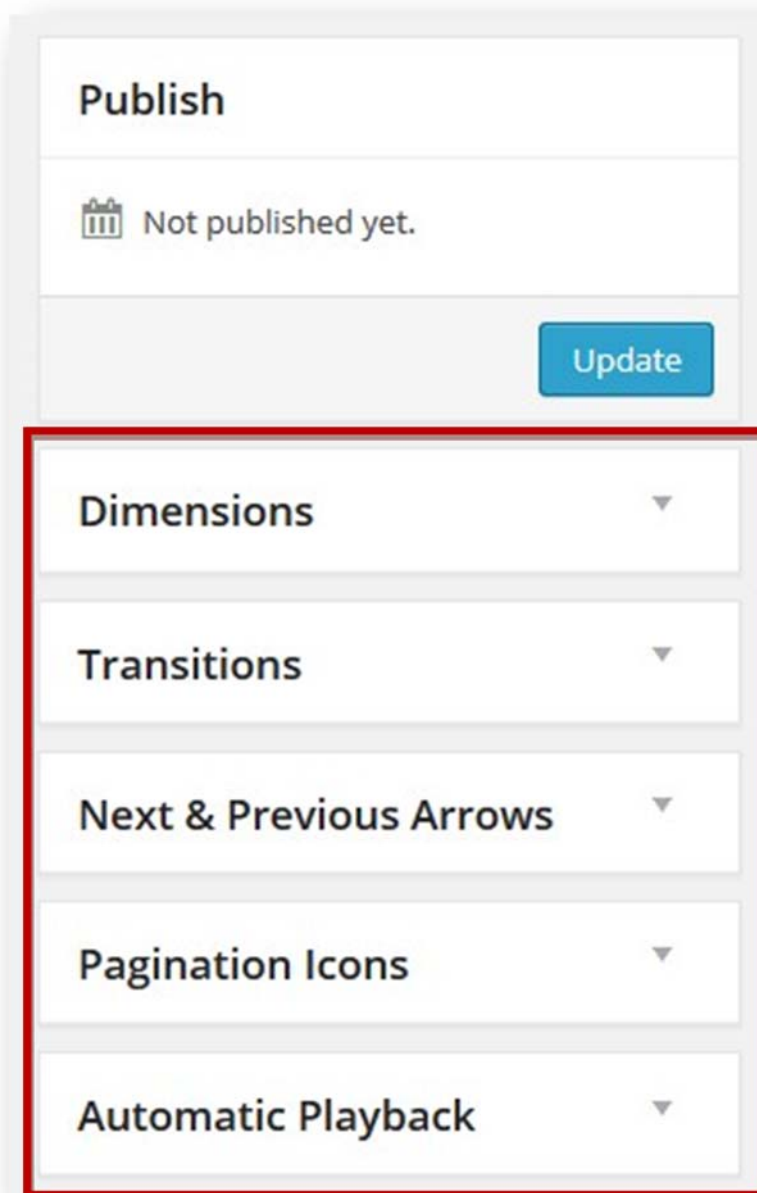 Publish
Not published yet.
Update
Dimensions
Transitions
Next & Previous Arrows
Pagination Icons
Automatic Playback